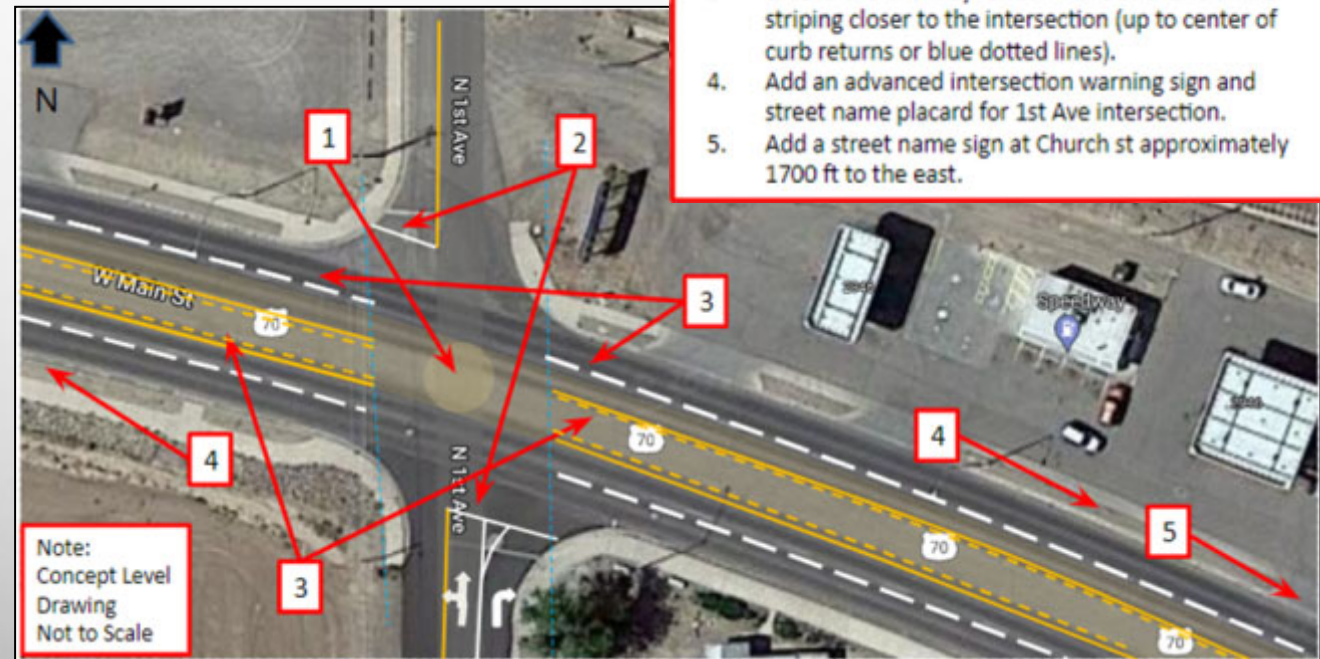 striping closer to the intersection (up to center of
curb returns or blue dotted lines).
4. Add an advanced intersection warning sign and
street name placard for 1st Ave intersection.
5. Add a street name sign at Church st approximately
1700 ft to the east.
N
N 1st Ave
1
2
W Main St
70
3
Speedway
70
4
4
N 1st Ave
70
5
3
70
Note:
Concept Level
Drawing
Not to Scale